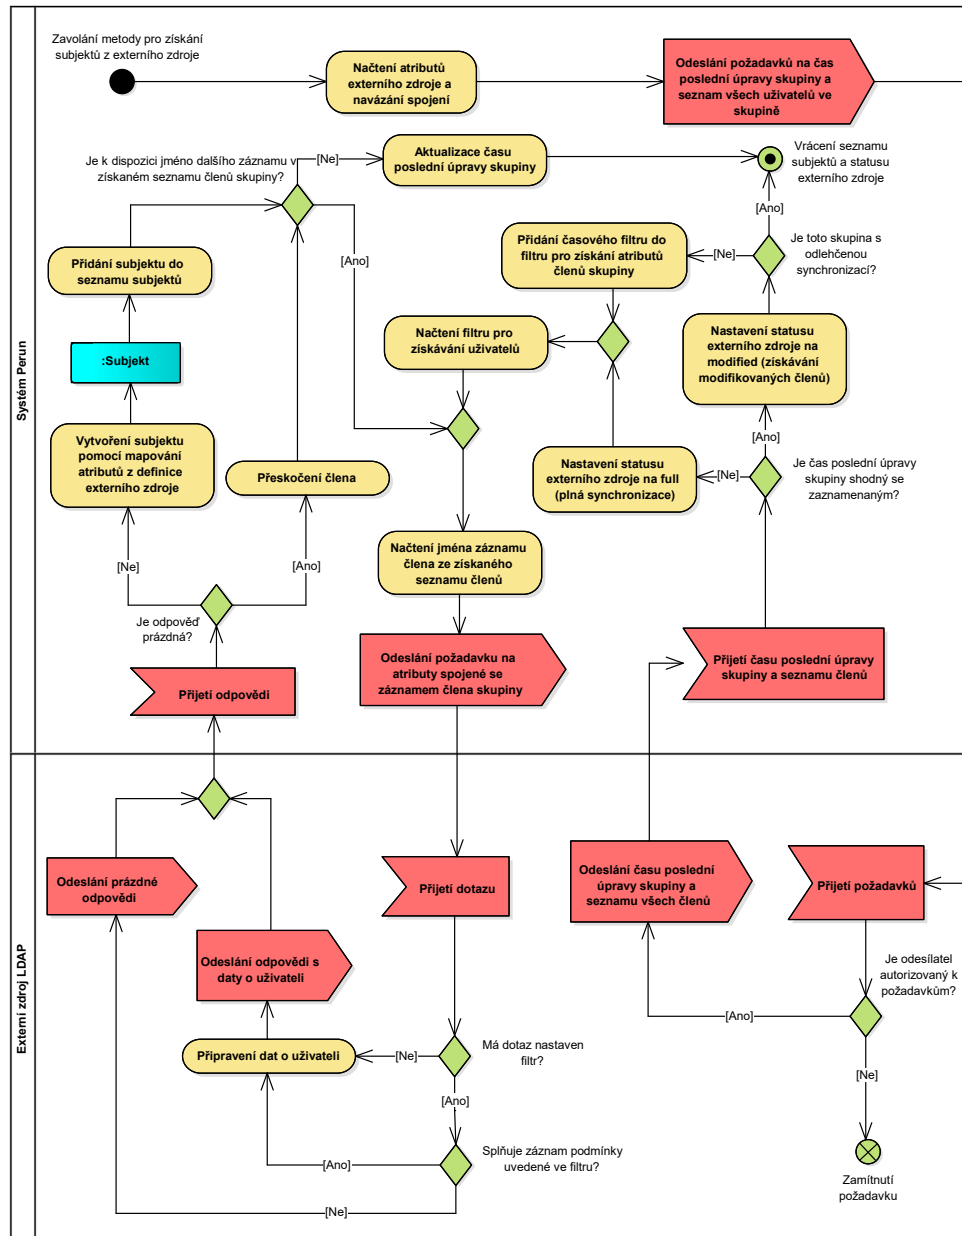 Systém Perun
Zavolání metody pro získání
subjektů z externího zdroje
Načtení atributů
externího zdroje a
navázání spojení
Odeslání požadavků na čas
poslední úpravy skupiny a
seznam všech uživatelů ve
skupině
Je k dispozici jméno dalšího záznamu v
získaném seznamu členů skupiny?
[Ne]
Aktualizace času
poslední úpravy skupiny
Vrácení seznamu
subjektů a statusu
externího zdroje
[Ano]
[Ano]
Přidání subjektu do
seznamu subjektů
Přidání časového filtru do
filtru pro získání atributů
členů skupiny
[Ne]
Je toto skupina s
odlehčenou
synchronizací?
:Subjekt
Načtení filtru pro
získávání uživatelů
Nastavení statusu
externího zdroje na
modified (získávání
modifikovaných členů)
[Ano]
Vytvoření subjektu
pomocí mapování
atributů z definice
externího zdroje
Přeskočení člena
Nastavení statusu
externího zdroje na full
(plná synchronizace)
[Ne]
Je čas poslední úpravy
skupiny shodný se
zaznamenaným?
[Ne]
[Ano]
Načtení jména záznamu
člena ze získaného
seznamu členů
Je odpověď
prázdná?
Přijetí odpovědi
Odeslání požadavku na
atributy spojené se
záznamem člena skupiny
Přijetí času poslední úpravy
skupiny a seznamu členů
Externí zdroj LDAP
Odeslání prázdné
odpovědi
Přijetí dotazu
Odeslání času poslední
úpravy skupiny a
seznamu všech členů
Přijetí požadavků
Odeslání odpovědi s
daty o uživateli
Je odesílatel
autorizovaný k
požadavkům?
[Ano]
Připravení dat o uživateli
[Ne]
Má dotaz nastaven
filtr?
[Ne]
[Ano]
[Ano]
Splňuje záznam podmínky
uvedené ve filtru?
[Ne]
Zamítnutí
požadavku